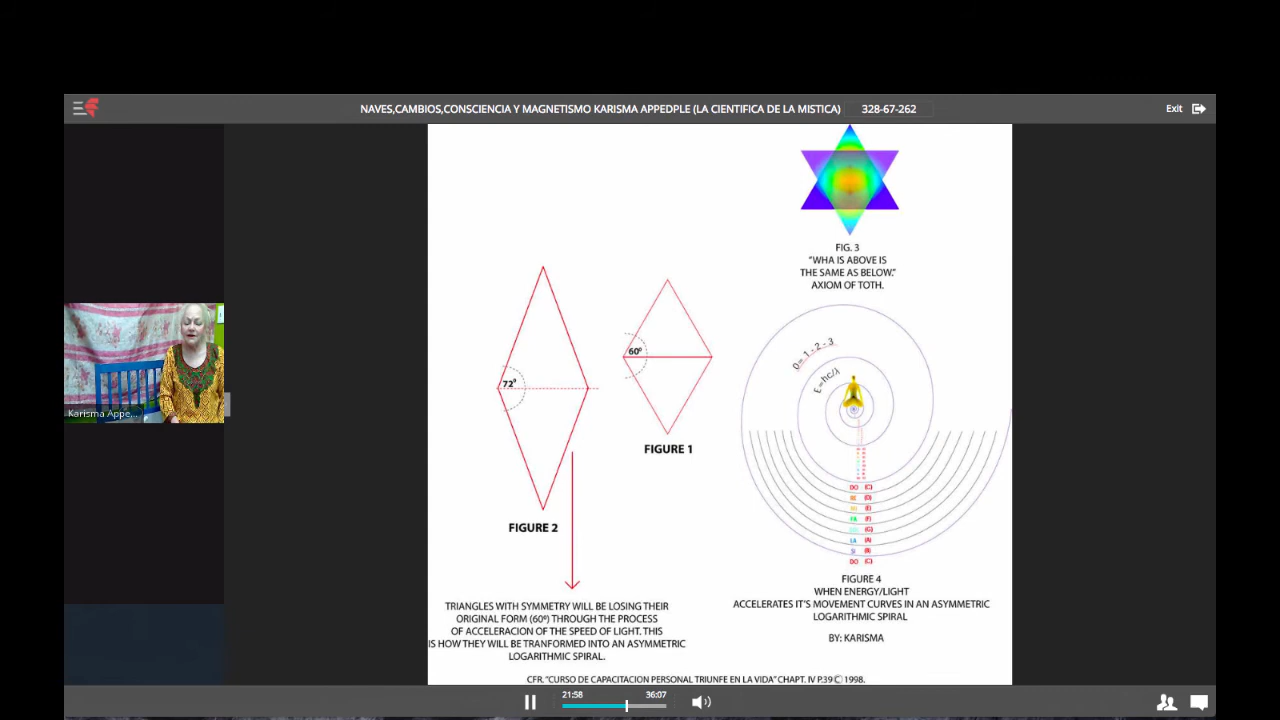 NAVES,CAMBIOS,CONSCIENCIA Y MAGNETISMO KARISMA APPEDPLE (LA CIENTIFICA DE LA MISTICA) 328-67-262
Exit
FIG. 3
"WHA IS ABOVE IS
THE SAME AS BELOW."
AXIOM OF TOTH.
72º
60º
FIGURE 1
FIGURE 2
0= 1 - 2 - 3
E=hc/λ
DO (C)
RE (D)
MI (E)
FA (F)
(G)
LA (A)
SI (B)
DO (C)
FIGURE 4
WHEN ENERGY/LIGHT
ACCELERATES IT'S MOVEMENT CURVES IN AN ASYMMETRIC
LOGARITHMIC SPIRAL
BY: KARISMA
TRIANGLES WITH SYMMETRY WILL BE LOSING THEIR
ORIGINAL FORM (60º) THROUGH THE PROCESS
OF ACCELERACION OF THE SPEED OF LIGHT. THIS
IS HOW THEY WILL BE TRANFORMED INTO AN ASYMMETRIC
LOGARITHMIC SPIRAL.
CFR. "CURSO DE CAPACITACION PERSONAL TRIUNFE EN LA VIDA" CHAPT. IV P.39 © 1998.
Karisma Appe...
21:58 36:07